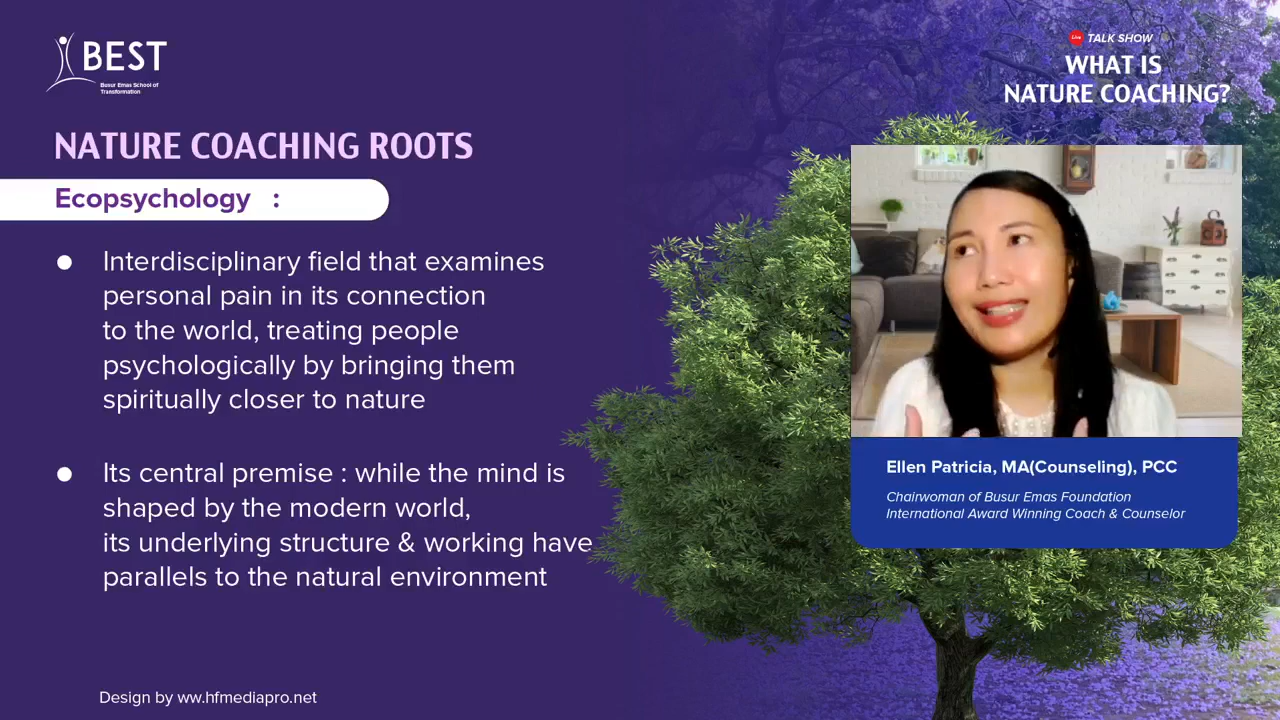 BEST
Busur Emas School of
Transformation
Live TALK SHOW
WHAT IS
NATURE COACHING?
NATURE COACHING ROOTS
Ecopsychology :
● Interdisciplinary field that examines
personal pain in its connection
to the world, treating people
psychologically by bringing them
spiritually closer to nature
● Its central premise : while the mind is
shaped by the modern world,
its underlying structure & working have
parallels to the natural environment
Ellen Patricia, MA(Counseling), PCC
Chairwoman of Busur Emas Foundation
International Award Winning Coach & Counselor
Design by ww.hfmediapro.net